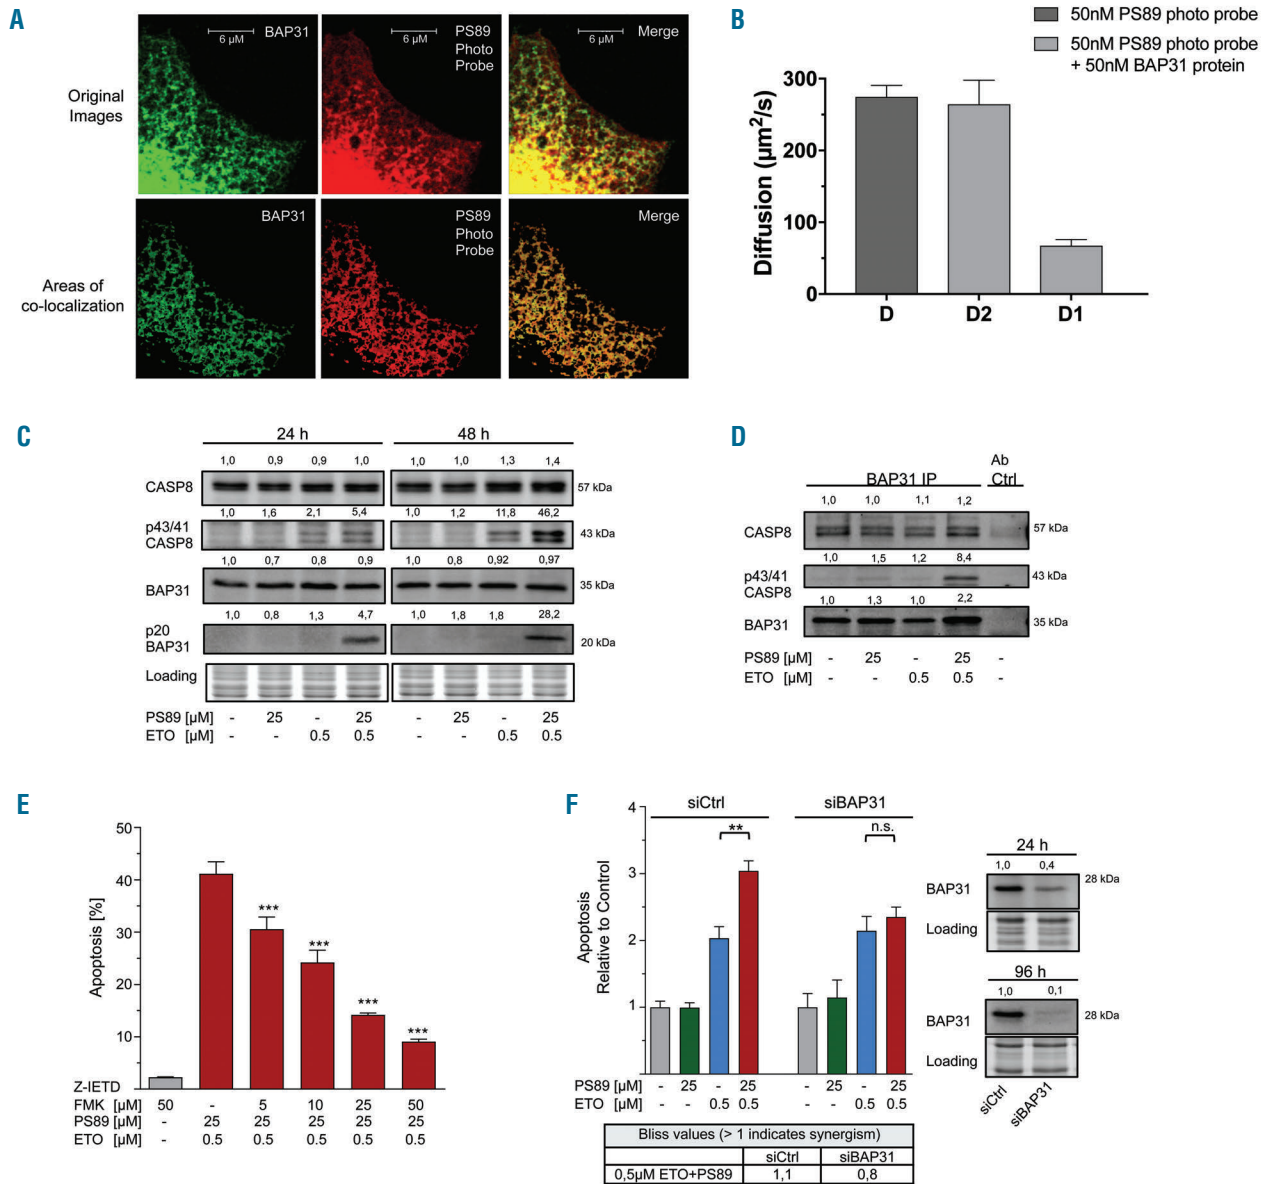 A
6 µM
BAP31
6 µM
PS89
Photo
Probe
Merge
Original
Images
BAP31
PS89
Photo
Probe
Merge
Areas of
co-localization
B
50nM PS89 photo probe
50nM PS89 photo probe
+ 50nM BAP31 protein
Diffusion (µm²/s)
300
200
100
0
D D2 D1
C
24 h 48 h
1,0 0,9 0,9 1,0 1,0 1,0 1,3 1,4
CASP8 57 kDa
1,0 1,6 2,1 5,4 1,0 1,2 11,8 46,2
p43/41
CASP8 43 kDa
1,0 0,7 0,8 0,9 1,0 0,8 0,92 0,97
BAP31 35 kDa
1,0 0,8 1,3 4,7 1,0 1,8 1,8 28,2
p20
BAP31 20 kDa
Loading
PS89 [µM] - 25 - 25 - 25 - 25
ETO [µM] - - 0.5 0.5 - - 0.5 0.5
D
BAP31 IP Ab
Ctrl
1,0 1,0 1,1 1,2
CASP8 57 kDa
1,0 1,5 1,2 8,4
p43/41
CASP8 43 kDa
1,0 1,3 1,0 2,2
BAP31 35 kDa
PS89 [µM] - 25 - 25 -
ETO [µM] - - 0.5 0.5 -
E
Apoptosis [%]
50
40
30
20
10
*** *** *** ***
Z-IETD
FMK [µM] 50 - 5 10 25 50
PS89 [µM] - 25 25 25 25 25
ETO [µM] - 0.5 0.5 0.5 0.5 0.5
F
Apoptosis
Relative to Control
4
3
2
1
siCtrl siBAP31
** n.s.
PS89 [µM] - 25 - 25 - 25 - 25
ETO [µM] - - 0.5 0.5 - - 0.5 0.5
Bliss values (> 1 indicates synergism)
siCtrl siBAP31
0,5µM ETO+PS89 1,1 0,8
24 h
1,0 0,4
BAP31 28 kDa
Loading
96 h
1,0 0,1
BAP31 28 kDa
Loading
siCtrl siBAP31